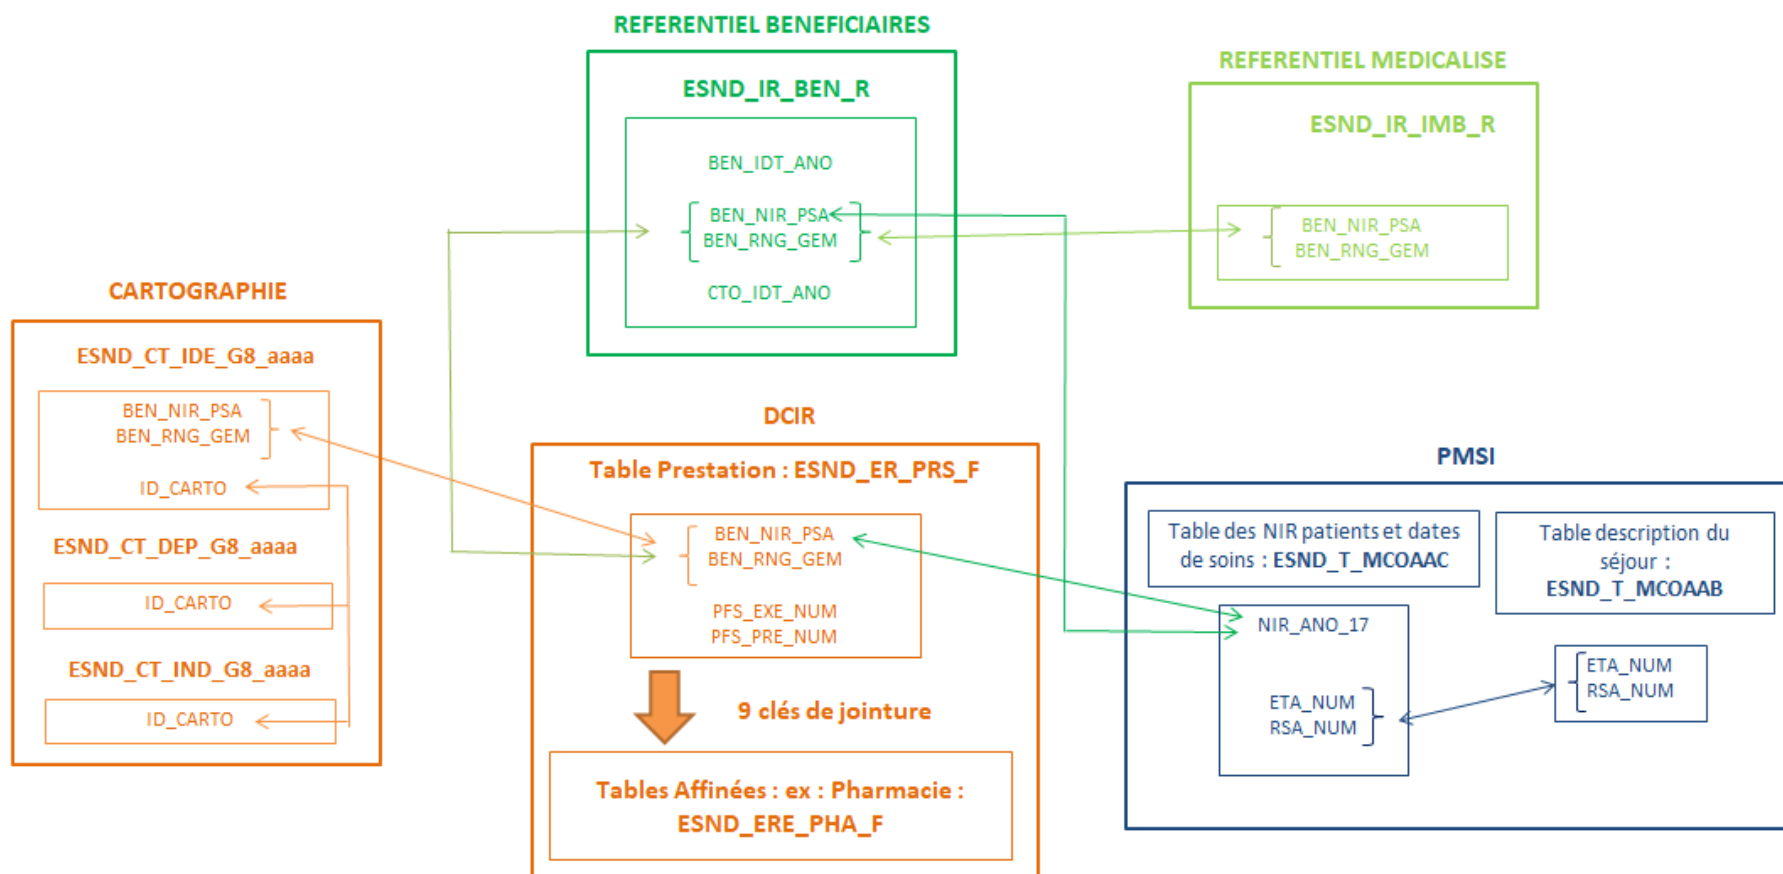 REFERENTIEL BENEFICIAIRES
ESND_IR_BEN_R
BEN_IDT_ANO
BEN_NIR_PSA
BEN_RNG_GEM
CTO_IDT_ANO
REFERENTIEL MEDICALISE
ESND_IR_IMB_R
BEN_NIR_PSA
BEN_RNG_GEM
CARTOGRAPHIE
ESND_CT_IDE_G8_aaaa
BEN_NIR_PSA
BEN_RNG_GEM
ID_CARTO
ESND_CT_DEP_G8_aaaa
ID_CARTO
ESND_CT_IND_G8_aaaa
ID_CARTO
DCIR
Table Prestation : ESND_ER_PRS_F
BEN_NIR_PSA
BEN_RNG_GEM
PFS_EXE_NUM
PFS_PRE_NUM
9 clés de jointure
Tables Affinées : ex : Pharmacie :
ESND_ERE_PHA_F
PMSI
Table des NIR patients et dates
de soins : ESND_T_MCOAAC
NIR_ANO_17
ETA_NUM
RSA_NUM
Table description du
séjour :
ESND_T_MCOAAB
ETA_NUM
RSA_NUM